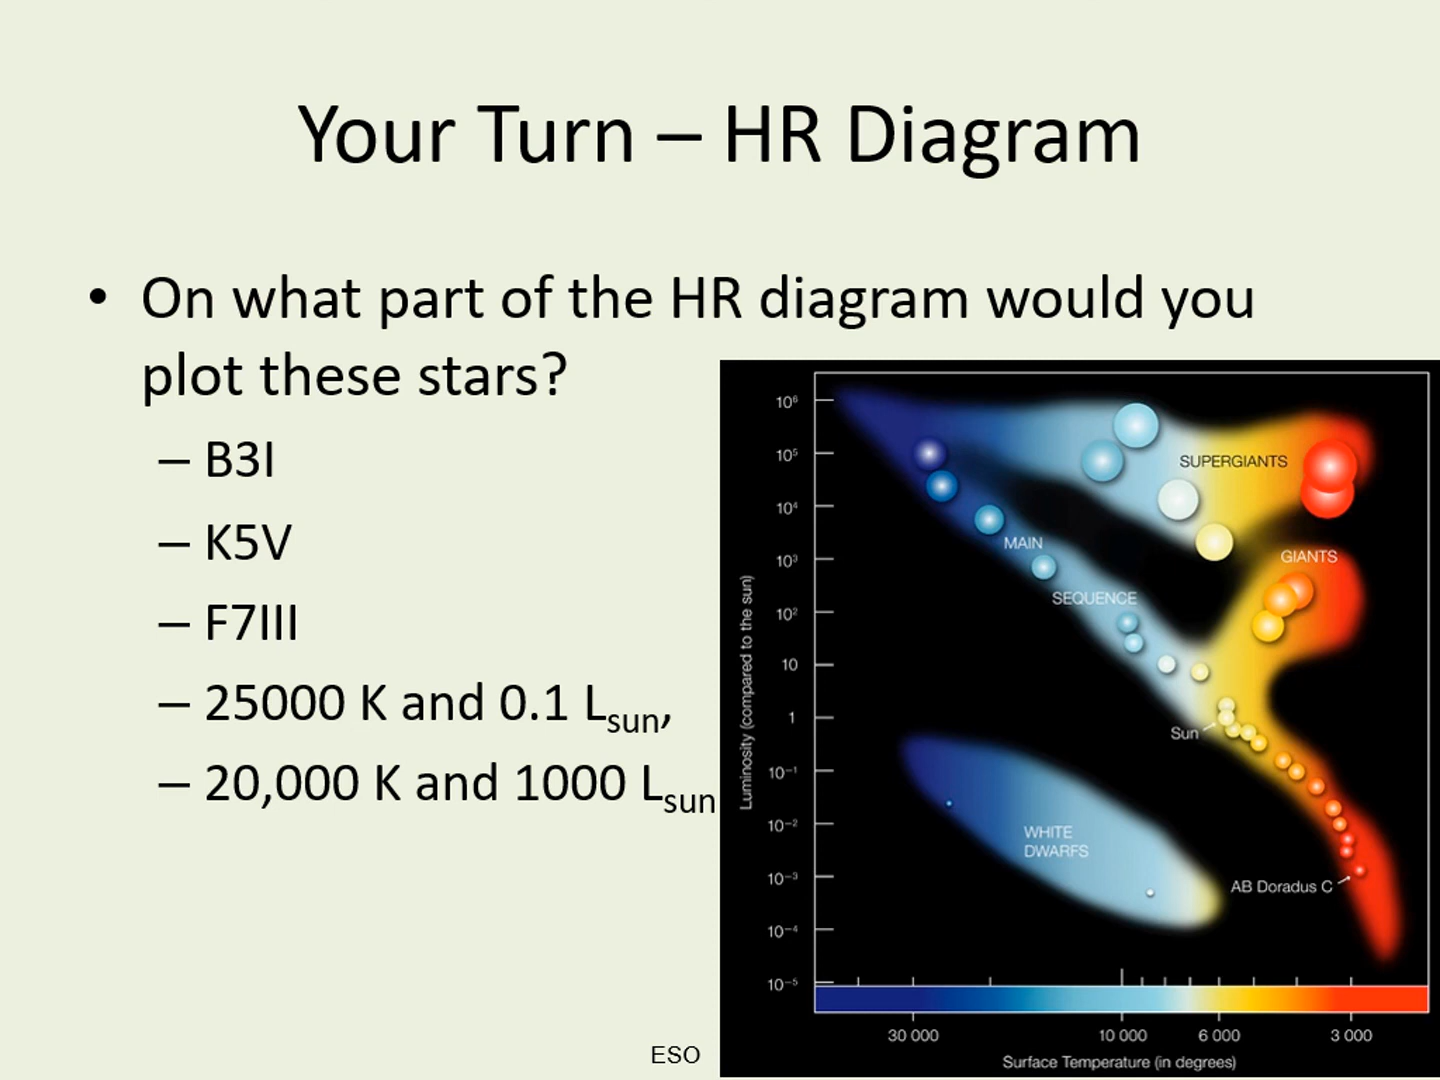 Your Turn – HR Diagram
• On what part of the HR diagram would you
plot these stars?
– B3I
– K5V
– F7III
– 25000 K and 0.1 Lsun,
– 20,000 K and 1000 Lsun
10⁶
10⁵
10⁴
10³
10²
10
1
10⁻¹
10⁻²
10⁻³
10⁻⁴
10⁻⁵
Luminosity (compared to the sun)
SUPERGIANTS
MAIN
GIANTS
SEQUENCE
Sun
WHITE
DWARFS
AB Doradus C
30 000
10 000
6 000
3 000
Surface Temperature (in degrees)
ESO